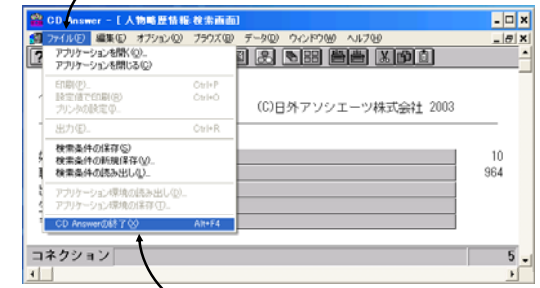 CD Answer - [ 人物略歴情報 検索画面]
ファイル(F) 編集(E) オプション(O) ブラウズ(B) データ(D) ウィンドウ(W) ヘルプ(H)
アプリケーションを開く(O)...
アプリケーションを閉じる(C)
印刷(P)... Ctrl+P
設定値で印刷(R) Ctrl+O
プリンタの設定(T)...
出力(E)... Ctrl+R
検索条件の保存(S)
検索条件の新規保存(V)...
検索条件の読み出し(L)...
アプリケーション環境の読み出し(D)...
アプリケーション環境の保存(I)...
CD Answerの終了(X) Alt+F4
(C)日外アソシエーツ株式会社 2003
10
964
コネクション 5